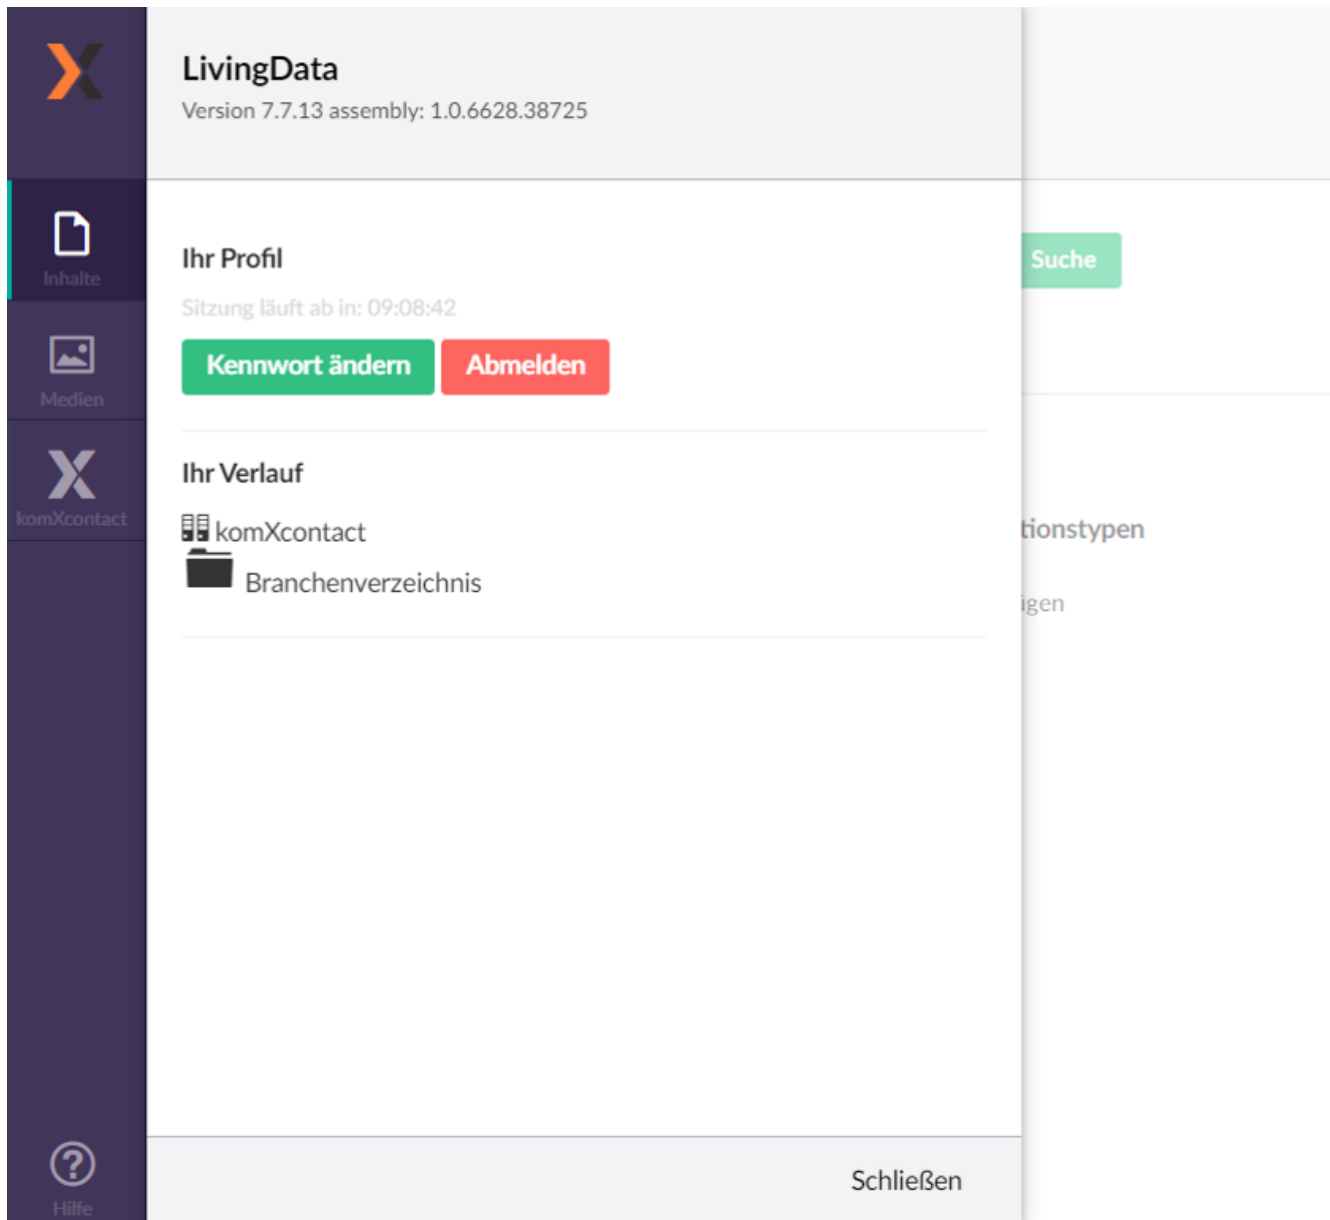 LivingData
Version 7.7.13 assembly: 1.0.6628.38725
Inhalte
Medien
komXcontact
Hilfe
Ihr Profil
Sitzung läuft ab in: 09:08:42
Kennwort ändern Abmelden
Ihr Verlauf
komXcontact
Branchenverzeichnis
Schließen
Suche
tionstypen
igen